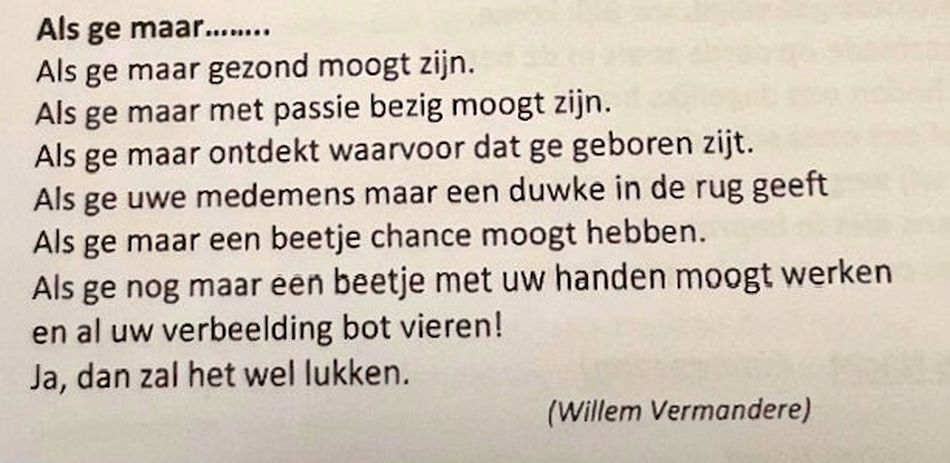 Als ge maar........
Als ge maar gezond moogt zijn.
Als ge maar met passie bezig moogt zijn.
Als ge maar ontdekt waarvoor dat ge geboren zijt.
Als ge uwe medemens maar een duwke in de rug geeft
Als ge maar een beetje chance moogt hebben.
Als ge nog maar een beetje met uw handen moogt werken
en al uw verbeelding bot vieren!
Ja, dan zal het wel lukken.
(Willem Vermandere)